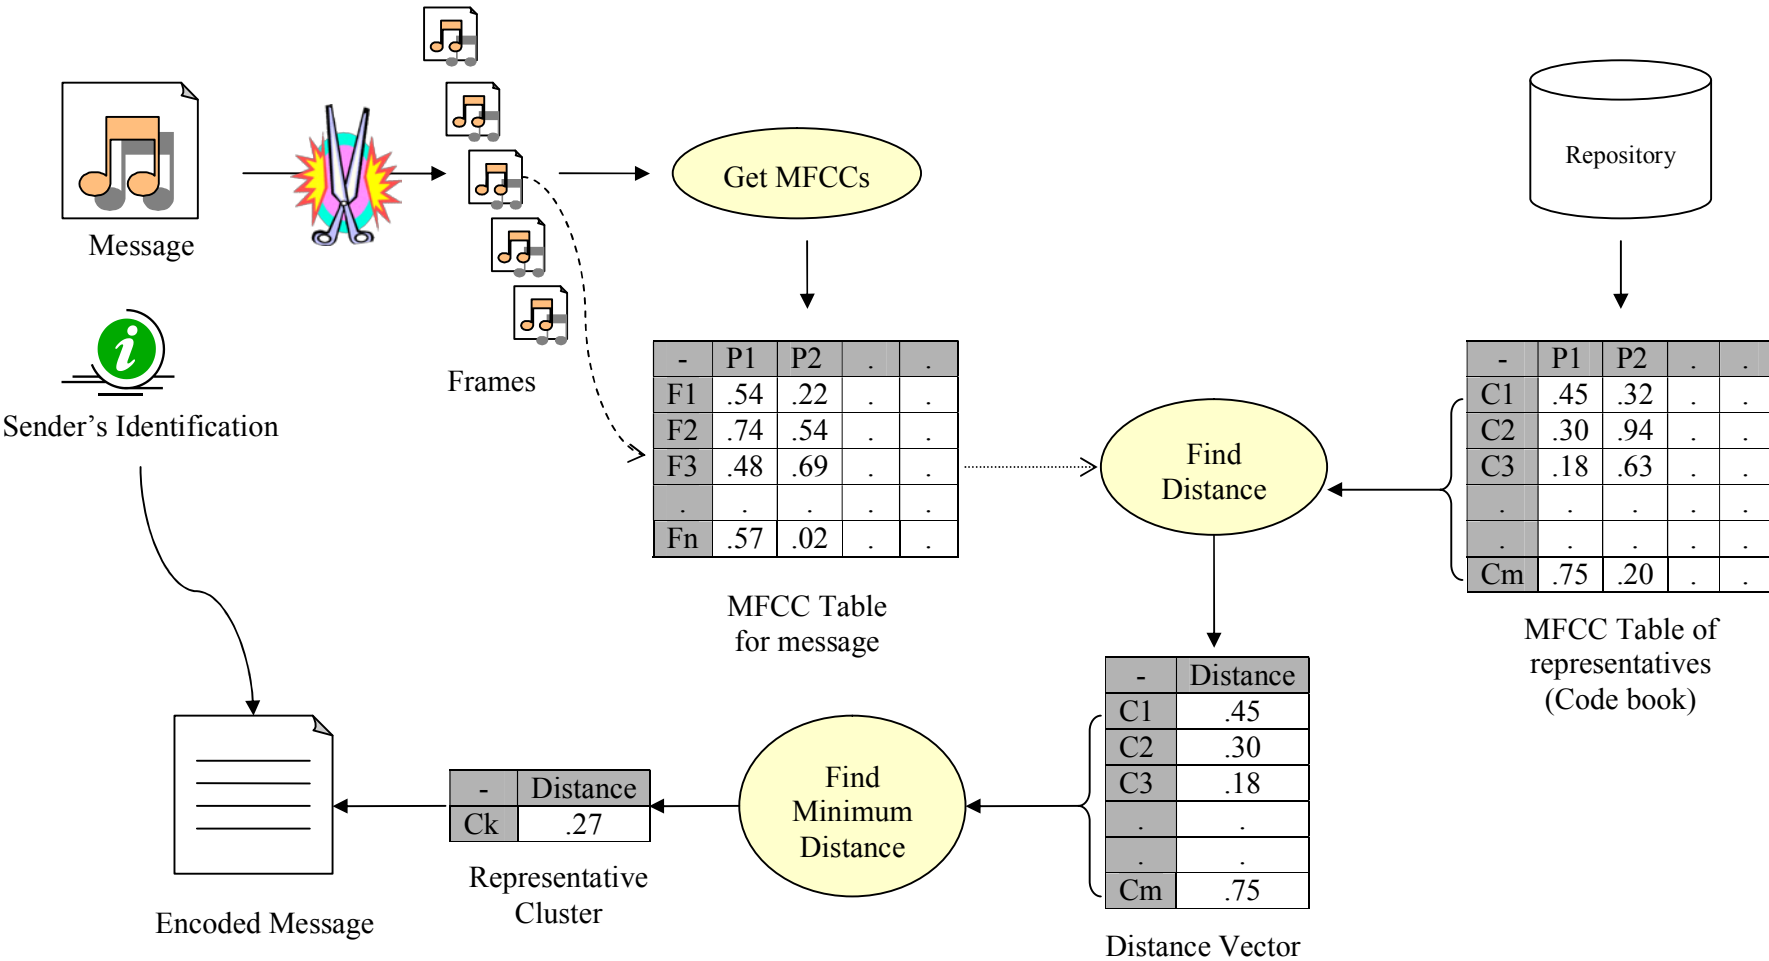 Message
Sender's Identification
Frames
Get MFCCs
- P1 P2 . .
F1 .54 .22 . .
F2 .74 .54 . .
F3 .48 .69 . .
. . . . .
Fn .57 .02 . .
MFCC Table
for message
Find
Distance
Repository
- P1 P2 . .
C1 .45 .32 . .
C2 .30 .94 . .
C3 .18 .63 . .
. . . . .
. . . . .
Cm .75 .20 . .
MFCC Table of
representatives
(Code book)
- Distance
C1 .45
C2 .30
C3 .18
. .
. .
Cm .75
Distance Vector
Find
Minimum
Distance
- Distance
Ck .27
Representative
Cluster
Encoded Message
i